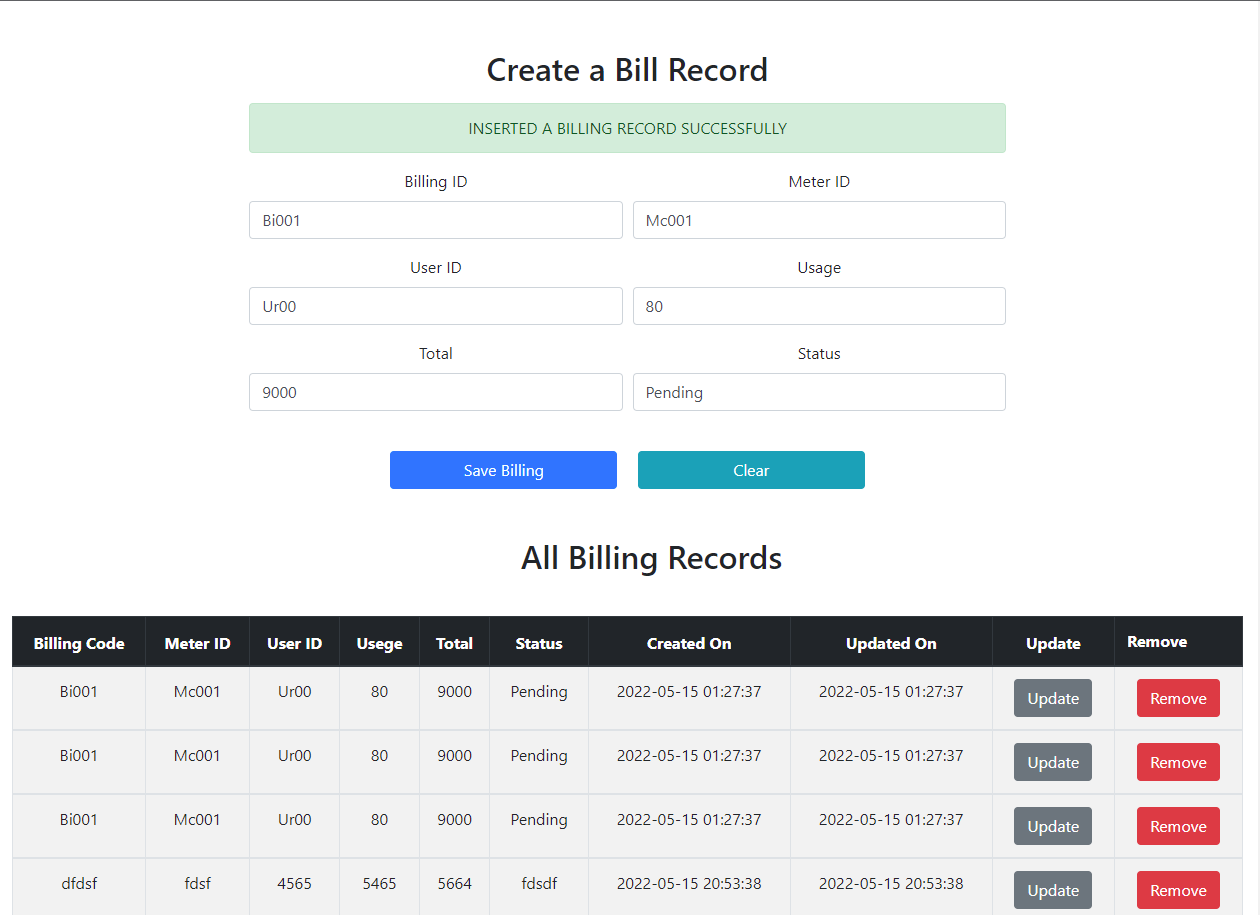 Create a Bill Record
INSERTED A BILLING RECORD SUCCESSFULLY
Billing ID Meter ID
Bi001 Mc001
User ID Usage
Ur00 80
Total Status
9000 Pending
Save Billing Clear
All Billing Records
Billing Code Meter ID User ID Usege Total Status Created On Updated On Update Remove
Bi001 Mc001 Ur00 80 9000 Pending 2022-05-15 01:27:37 2022-05-15 01:27:37 Update Remove
Bi001 Mc001 Ur00 80 9000 Pending 2022-05-15 01:27:37 2022-05-15 01:27:37 Update Remove
Bi001 Mc001 Ur00 80 9000 Pending 2022-05-15 01:27:37 2022-05-15 01:27:37 Update Remove
dfdsf fdsf 4565 5465 5664 fdsdf 2022-05-15 20:53:38 2022-05-15 20:53:38 Update Remove